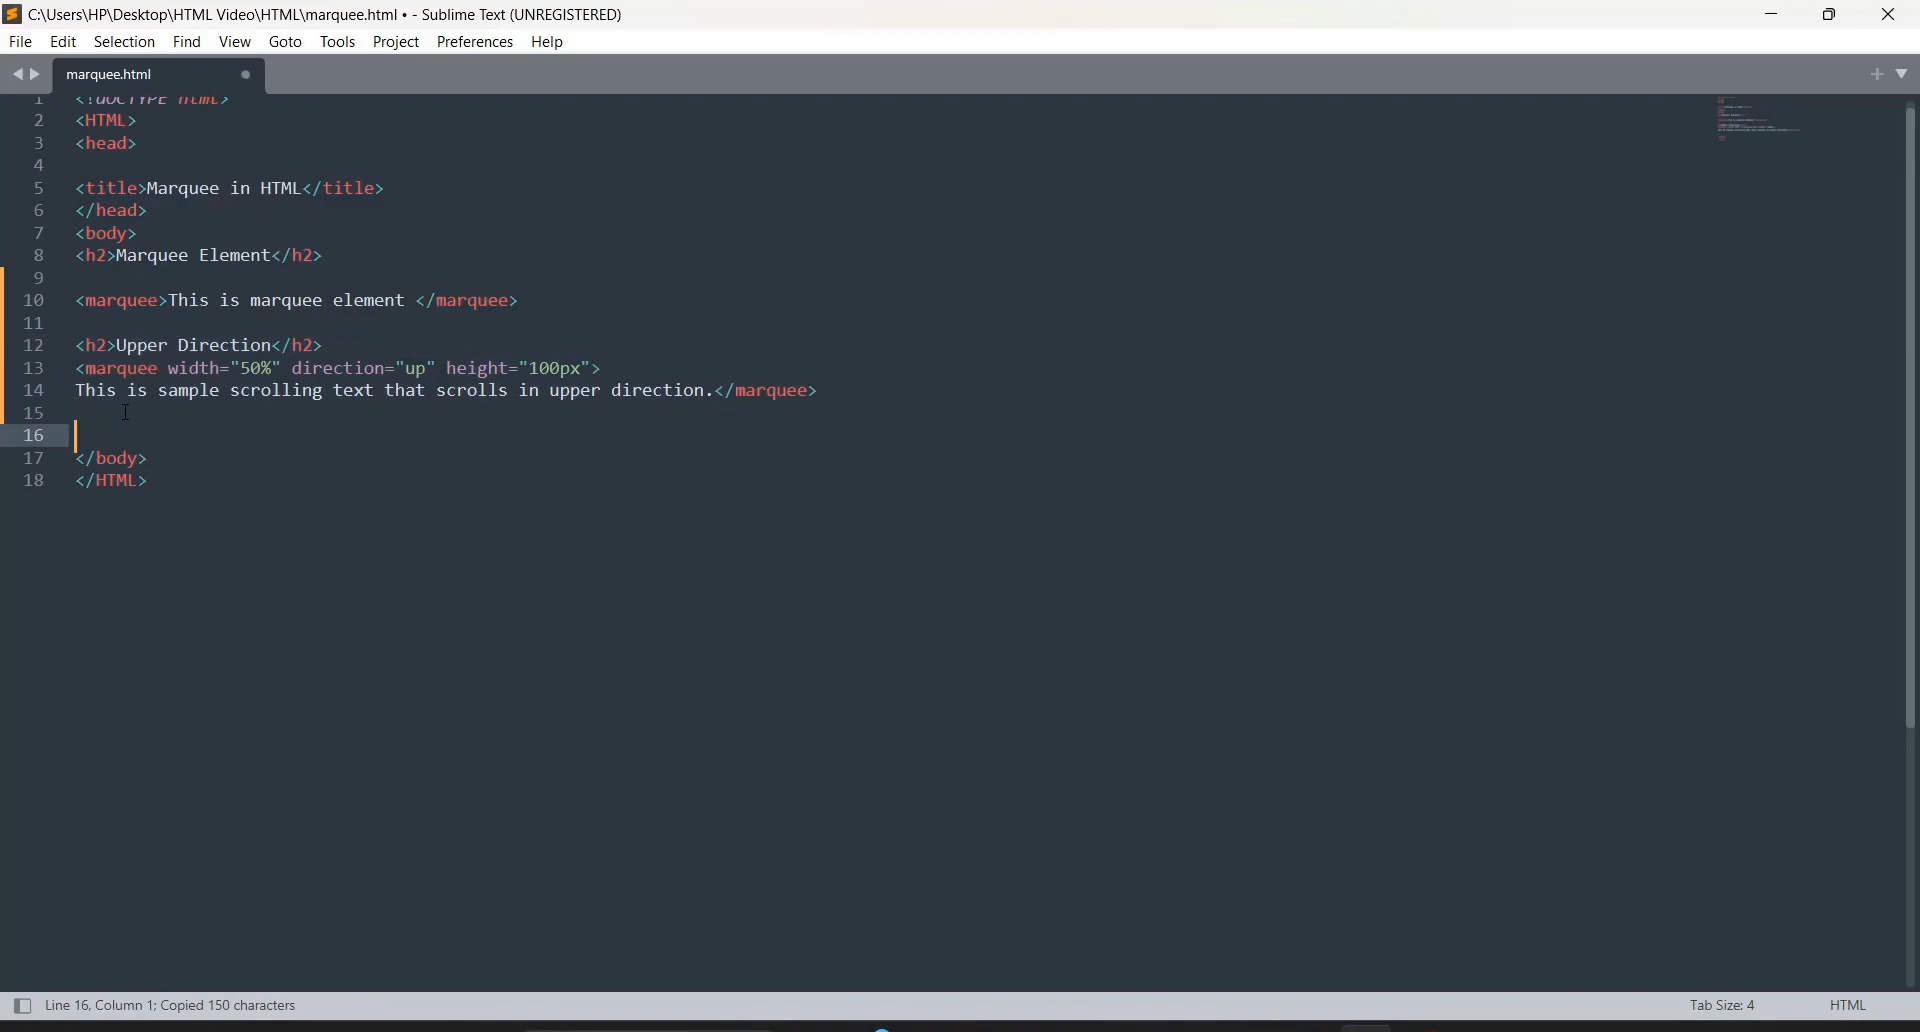 C:\Users\HP\Desktop\HTML Video\HTML\marquee.html • - Sublime Text (UNREGISTERED)
File Edit Selection Find View Goto Tools Project Preferences Help
marquee.html
1 <!doCTYPE html>
2 <HTML>
3 <head>
4
5 <title>Marquee in HTML</title>
6 </head>
7 <body>
8 <h2>Marquee Element</h2>
9
10 <marquee>This is marquee element </marquee>
11
12 <h2>Upper Direction</h2>
13 <marquee width="50%" direction="up" height="100px">
14 This is sample scrolling text that scrolls in upper direction.</marquee>
15
16
17 </body>
18 </HTML>
Line 16, Column 1; Copied 150 characters Tab Size: 4 HTML